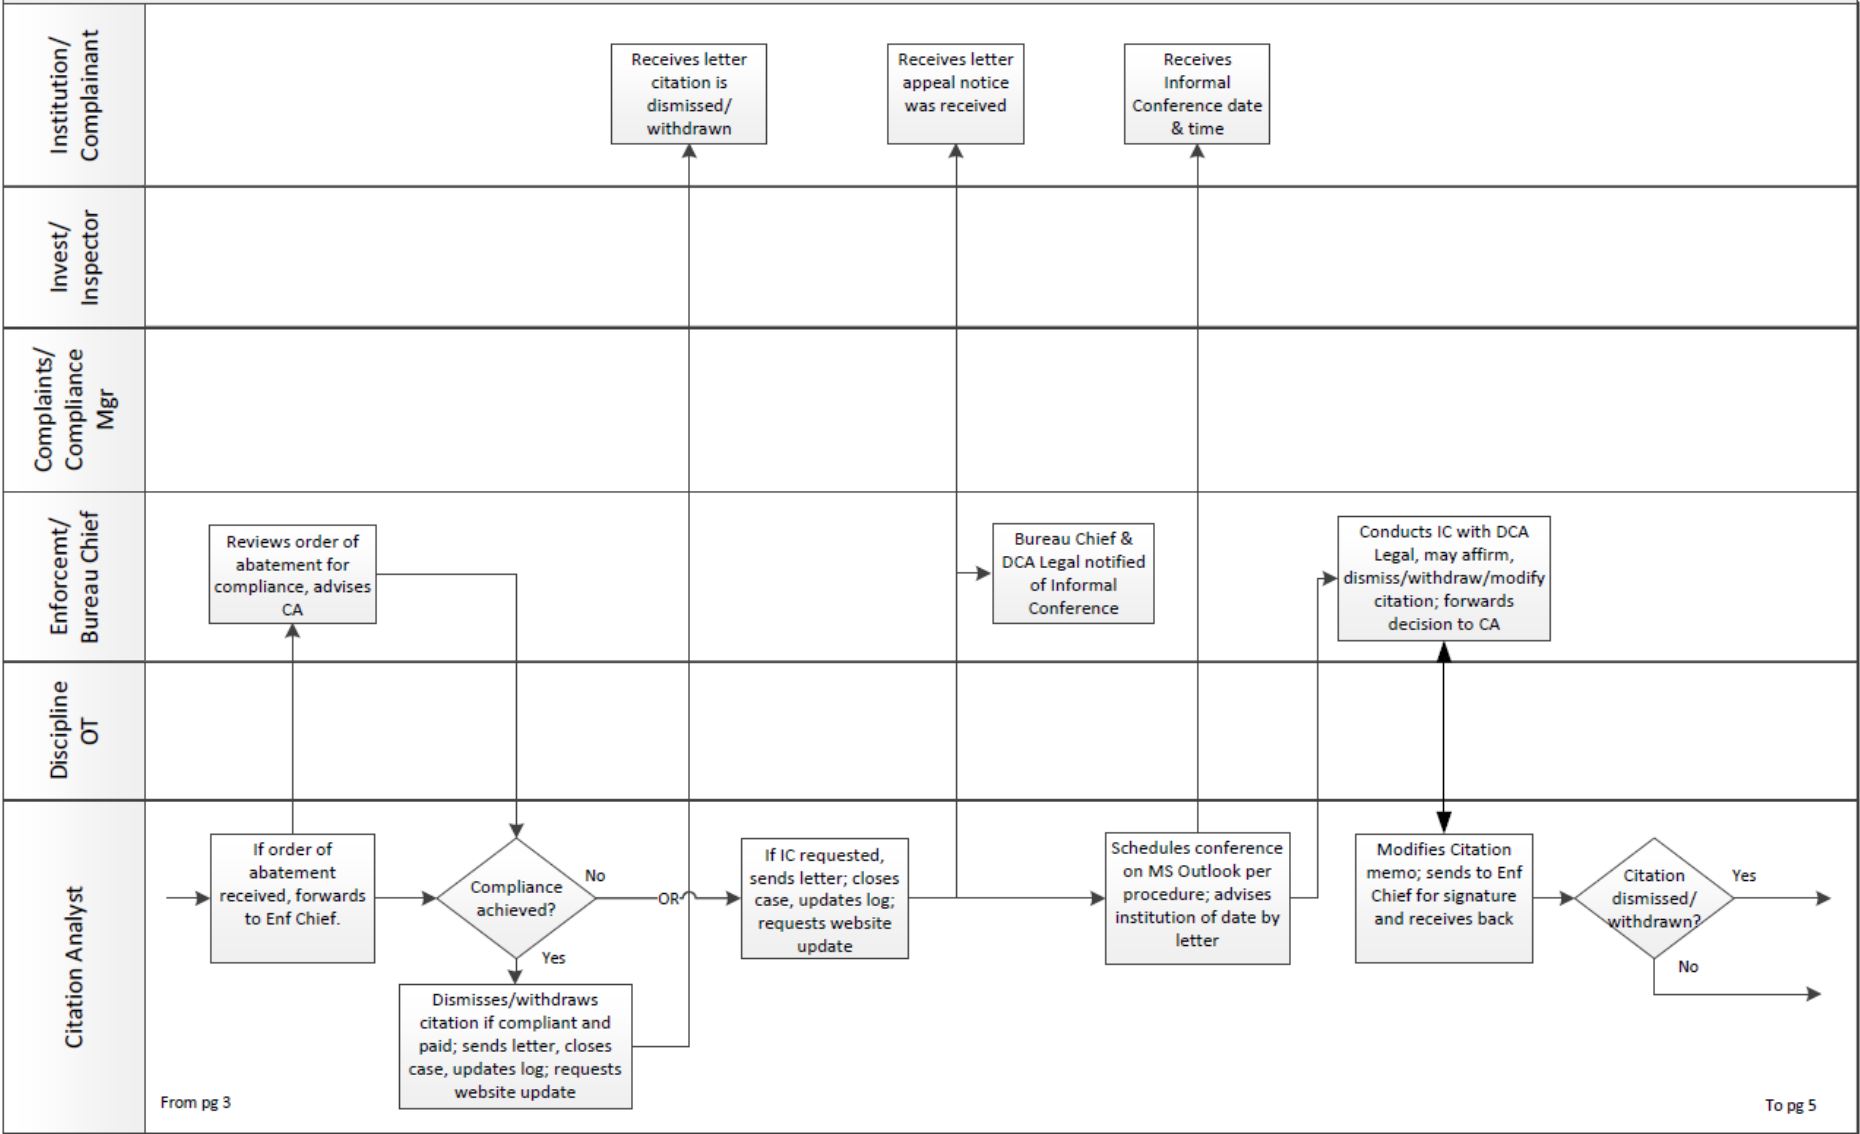 Institution/
Complainant
Receives letter
citation is
dismissed/
withdrawn
Receives letter
appeal notice
was received
Receives
Informal
Conference date
& time
Invest/
Inspector
Complaints/
Compliance
Mgr
Enforcemt/
Bureau Chief
Reviews order of
abatement for
compliance, advises
CA
Bureau Chief &
DCA Legal notified
of Informal
Conference
Conducts IC with DCA
Legal, may affirm,
dismiss/withdraw/modify
citation; forwards
decision to CA
Discipline
OT
Citation Analyst
If order of
abatement
received, forwards
to Enf Chief.
Compliance
achieved?
No
OR
Yes
Dismisses/withdraws
citation if compliant and
paid; sends letter, closes
case, updates log; requests
website update
If IC requested,
sends letter; closes
case, updates log;
requests website
update
Schedules conference
on MS Outlook per
procedure; advises
institution of date by
letter
Modifies Citation
memo; sends to Enf
Chief for signature
and receives back
Citation
dismissed/
withdrawn?
Yes
No
From pg 3
To pg 5